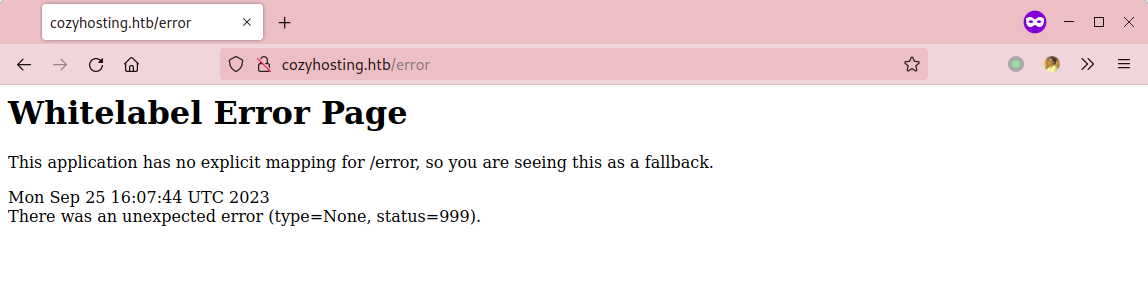 cozyhosting.htb/error
cozyhosting.htb/error
Whitelabel Error Page
This application has no explicit mapping for /error, so you are seeing this as a fallback.
Mon Sep 25 16:07:44 UTC 2023
There was an unexpected error (type=None, status=999).